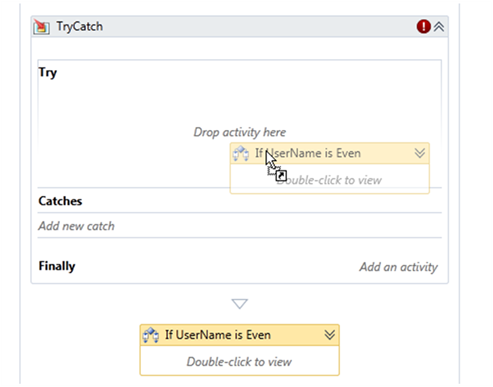 TryCatch
Try
Drop activity here
If UserName is Even
Double-click to view
Catches
Add new catch
Finally
Add an activity
If UserName is Even
Double-click to view